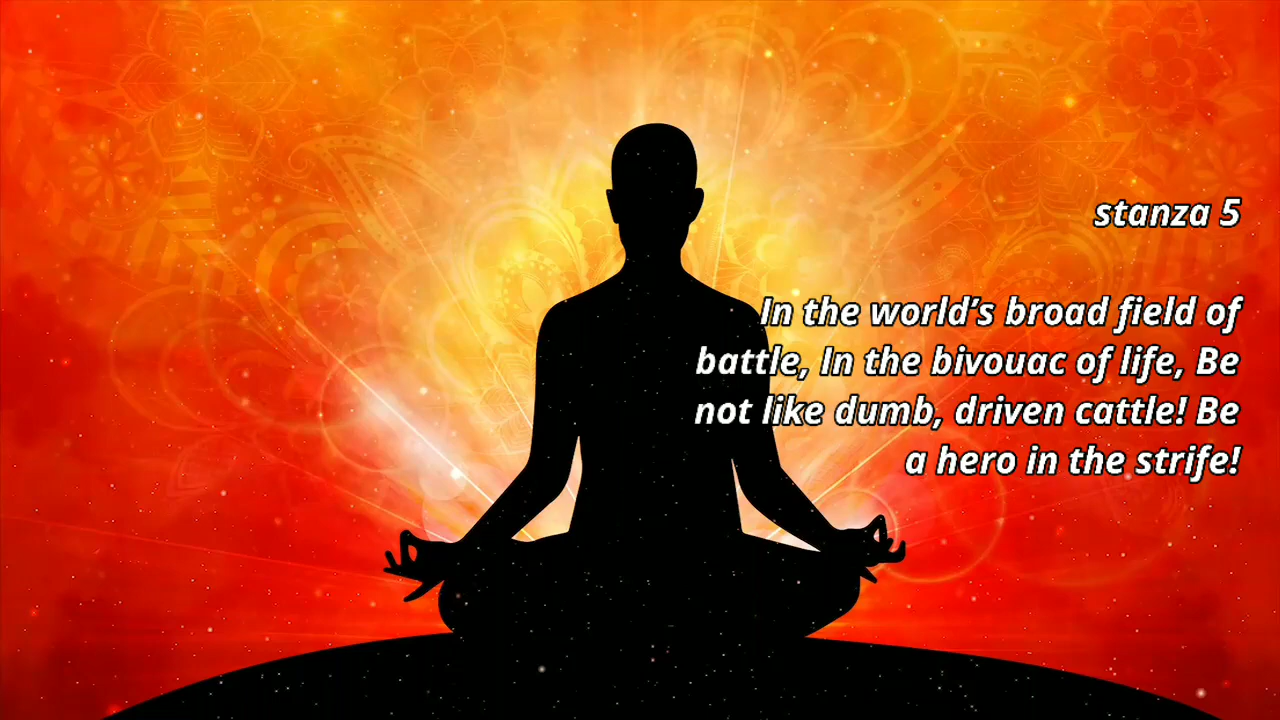 stanza 5
In the world’s broad field of
battle, In the bivouac of life, Be
not like dumb, driven cattle! Be
a hero in the strife!